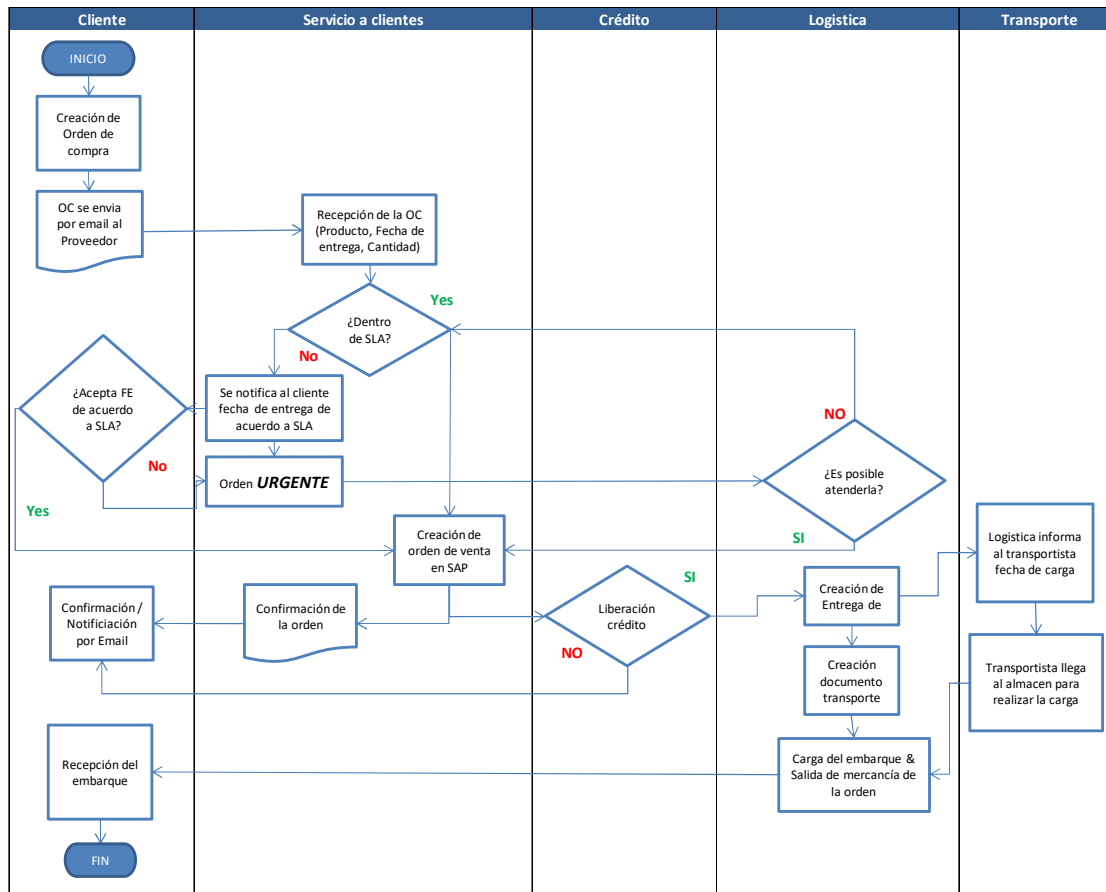 Cliente
Servicio a clientes
Crédito
Logistica
Transporte
INICIO
Creación de
Orden de
compra
OC se envia
por email al
Proveedor
Recepción de la OC
(Producto, Fecha de
entrega, Cantidad)
Yes
¿Dentro
de SLA?
No
¿Acepta FE
de acuerdo
a SLA?
Se notifica al cliente
fecha de entrega de
acuerdo a SLA
NO
No
Orden URGENTE
¿Es posible
atenderla?
Yes
Creación de
orden de venta
en SAP
SI
Logistica informa
al transportista
fecha de carga
SI
Creación de
Entrega de
Confirmación /
Notificiación
por Email
Confirmación de
la orden
Liberación
crédito
NO
Creación
documento
transporte
Transportista llega
al almacen para
realizar la carga
Recepción del
embarque
Carga del embarque &
Salida de mercancía de
la orden
FIN